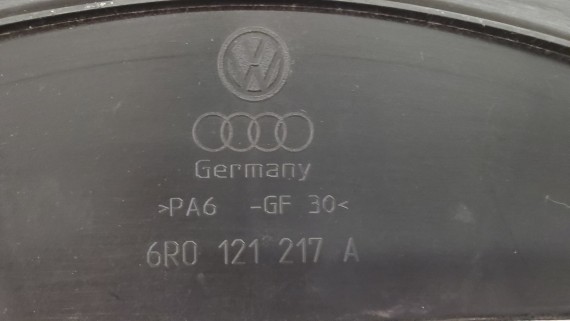 Germany
>PA6 -GF 30<
6R0 121 217 A